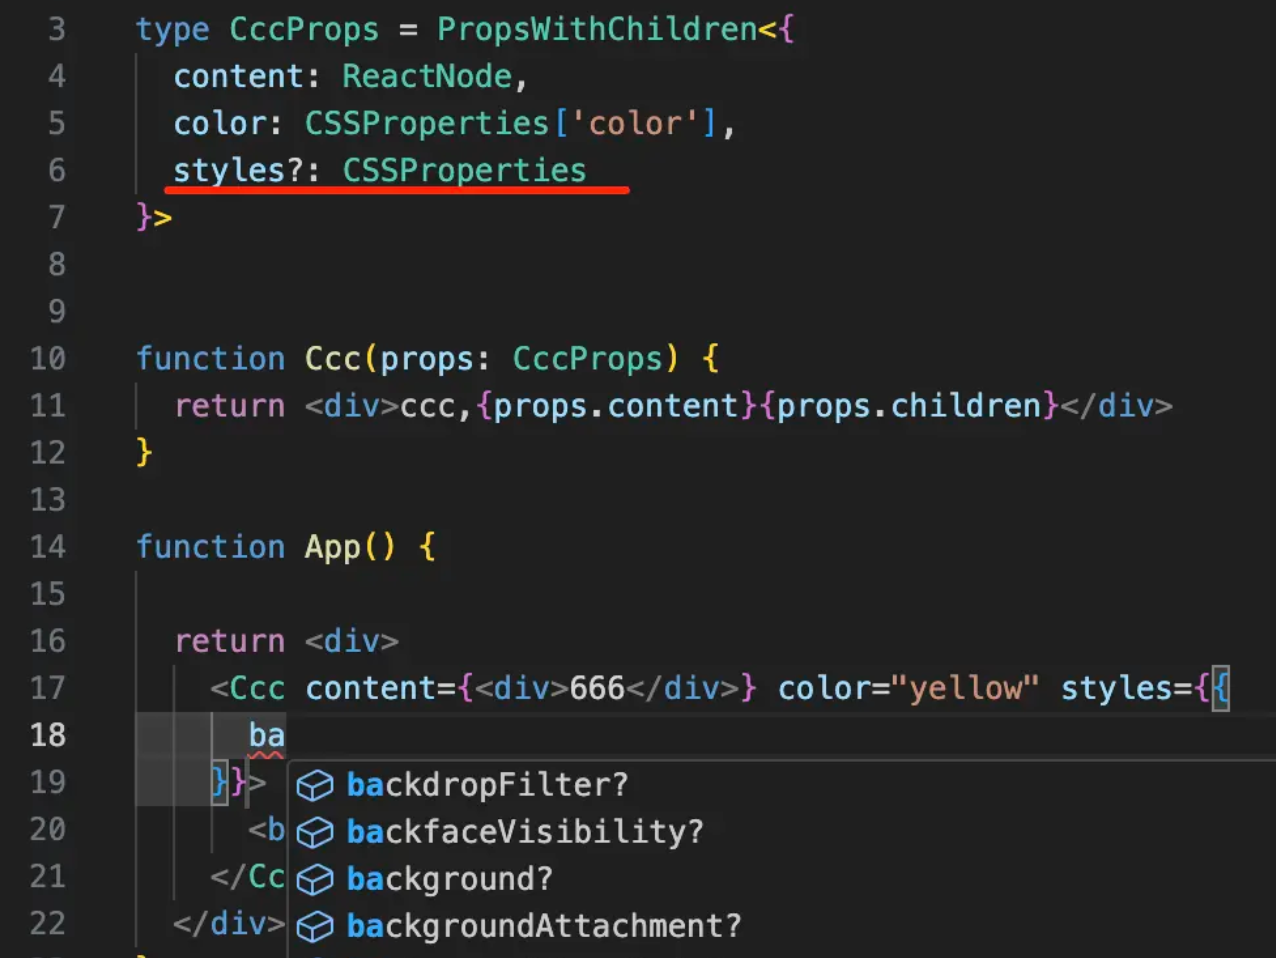 3 type CccProps = PropsWithChildren<{
4 content: ReactNode,
5 color: CSSProperties['color'],
6 styles?: CSSProperties
7 }>
8
9
10 function Ccc(props: CccProps) {
11 return <div>ccc,{props.content}{props.children}</div>
12 }
13
14 function App() {
15
16 return <div>
17 <Ccc content={<div>666</div>} color="yellow" styles={{
18 ba
19 }}> backdropFilter?
20 <b backfaceVisibility?
21 </Cc background?
22 </div> backgroundAttachment?